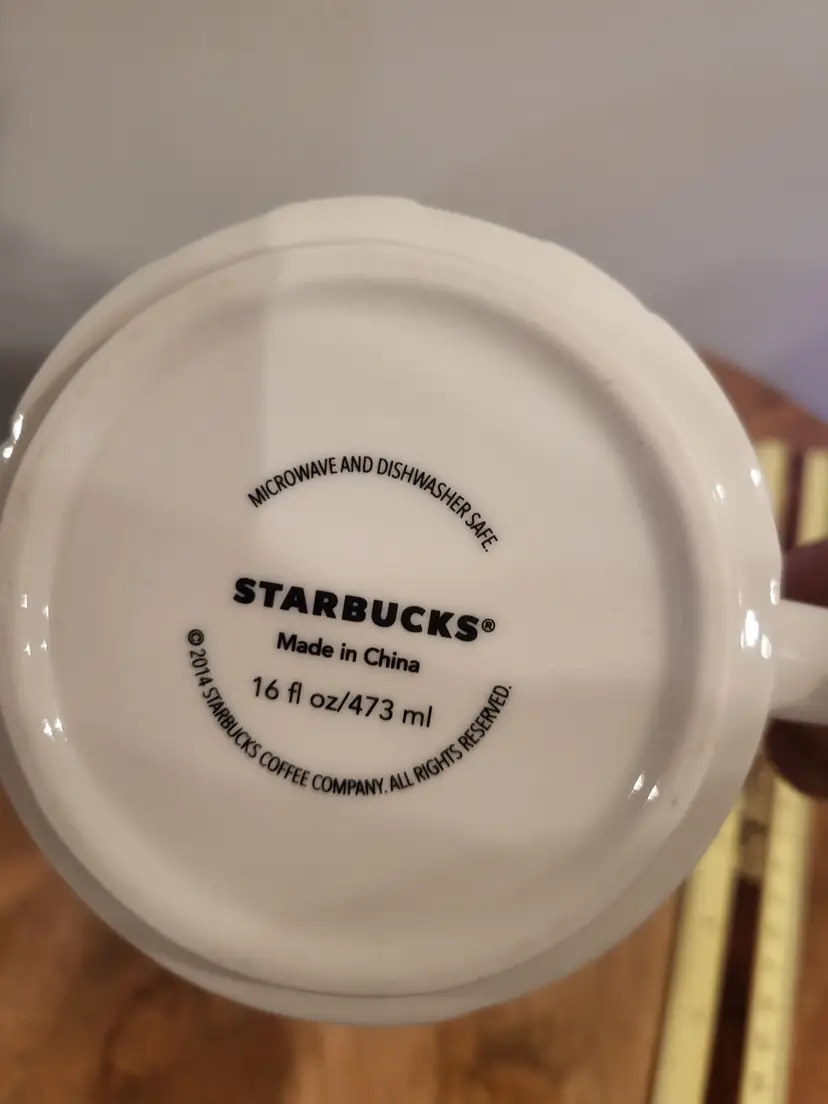 MICROWAVE AND DISHWASHER SAFE.
STARBUCKS®
Made in China
16 fl oz/473 ml
© 2014 STARBUCKS COFFEE COMPANY. ALL RIGHTS RESERVED.